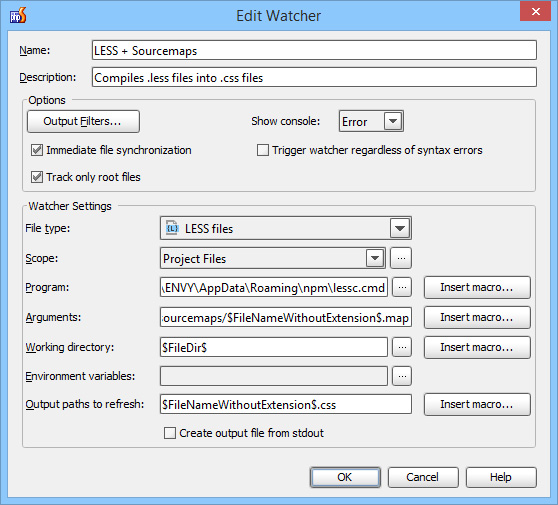 Edit Watcher
Name: LESS + Sourcemaps
Description: Compiles .less files into .css files
Options
Output Filters... Show console: Error
Immediate file synchronization Trigger watcher regardless of syntax errors
Track only root files
Watcher Settings
File type: LESS files
Scope: Project Files ...
Program: \ENVY\AppData\Roaming\npm\lessc.cmd ... Insert macro...
Arguments: ourcemaps/$FileNameWithoutExtension$.map Insert macro...
Working directory: $FileDir$ ... Insert macro...
Environment variables: ...
Output paths to refresh: $FileNameWithoutExtension$.css Insert macro...
Create output file from stdout
OK Cancel Help